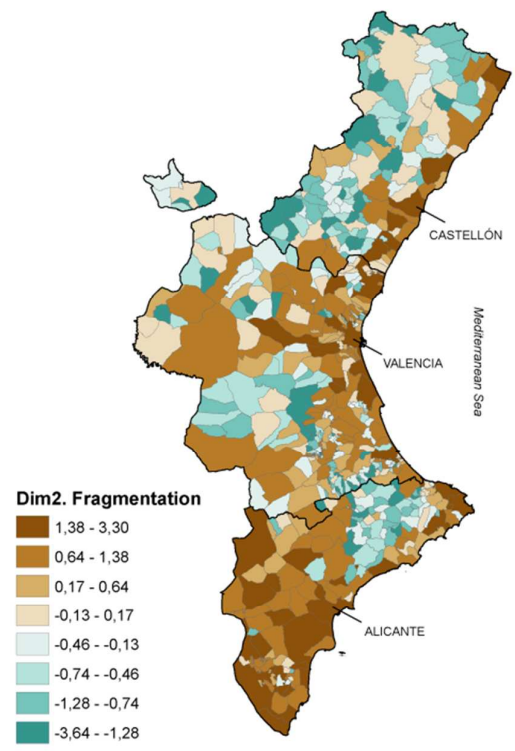 CASTELLÓN
Mediterranean Sea
VALENCIA
Dim2. Fragmentation
1,38 - 3,30
0,64 - 1,38
0,17 - 0,64
-0,13 - 0,17
-0,46 - -0,13
-0,74 - -0,46
-1,28 - -0,74
-3,64 - -1,28
ALICANTE